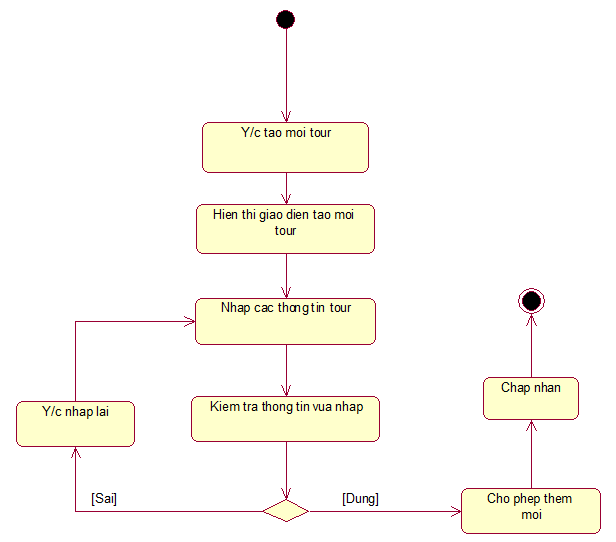 Y/c tao moi tour
Hien thi giao dien tao moi
tour
Nhap cac thong tin tour
Kiem tra thong tin vua nhap
Y/c nhap lai
Chap nhan
[Sai]
[Dung]
Cho phep them
moi